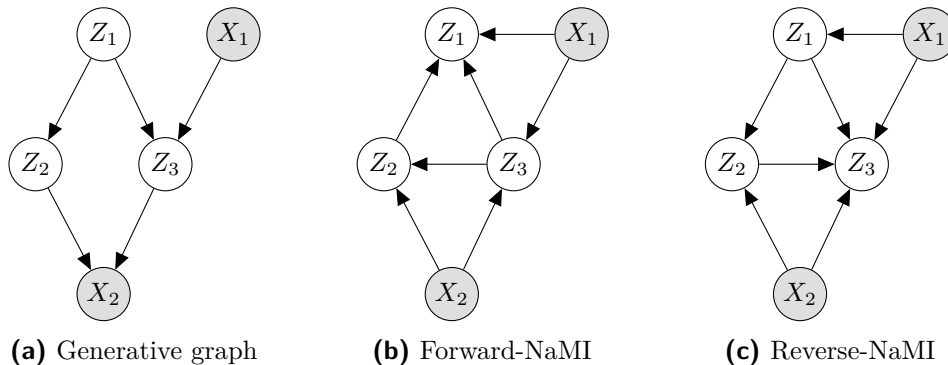 Z₁ X₁ Z₁ X₁ Z₁ X₁
Z₂ Z₃ Z₂ Z₃ Z₂ Z₃
X₂ X₂ X₂
(a) Generative graph (b) Forward-NaMI (c) Reverse-NaMI